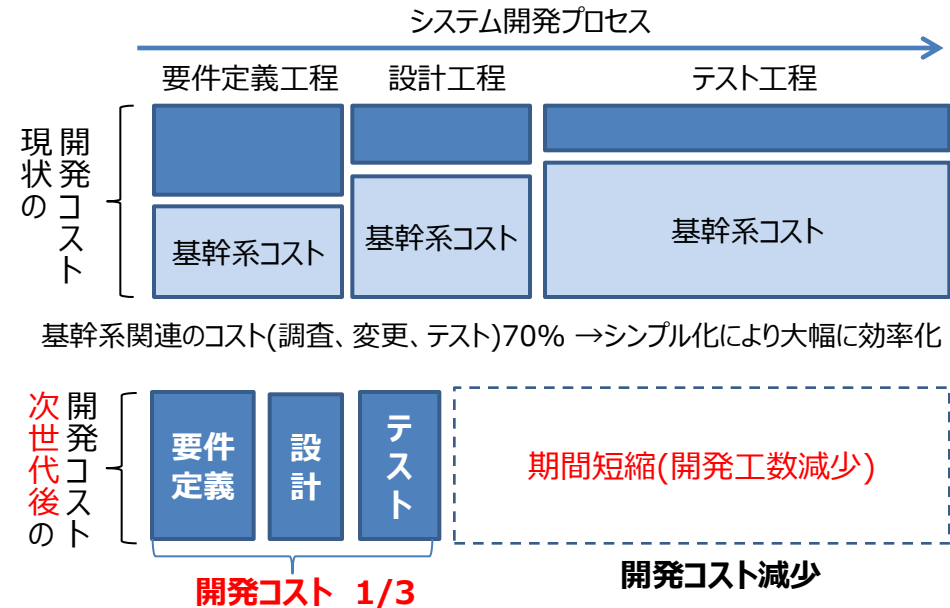 システム開発プロセス
要件定義工程
設計工程
テスト工程
現状の
開発コスト
基幹系コスト
基幹系コスト
基幹系コスト
基幹系関連のコスト(調査、変更、テスト)70% →シンプル化により大幅に効率化
次世代後の
開発コスト
要件
定義
設計
テスト
期間短縮(開発工数減少)
開発コスト 1/3
開発コスト減少